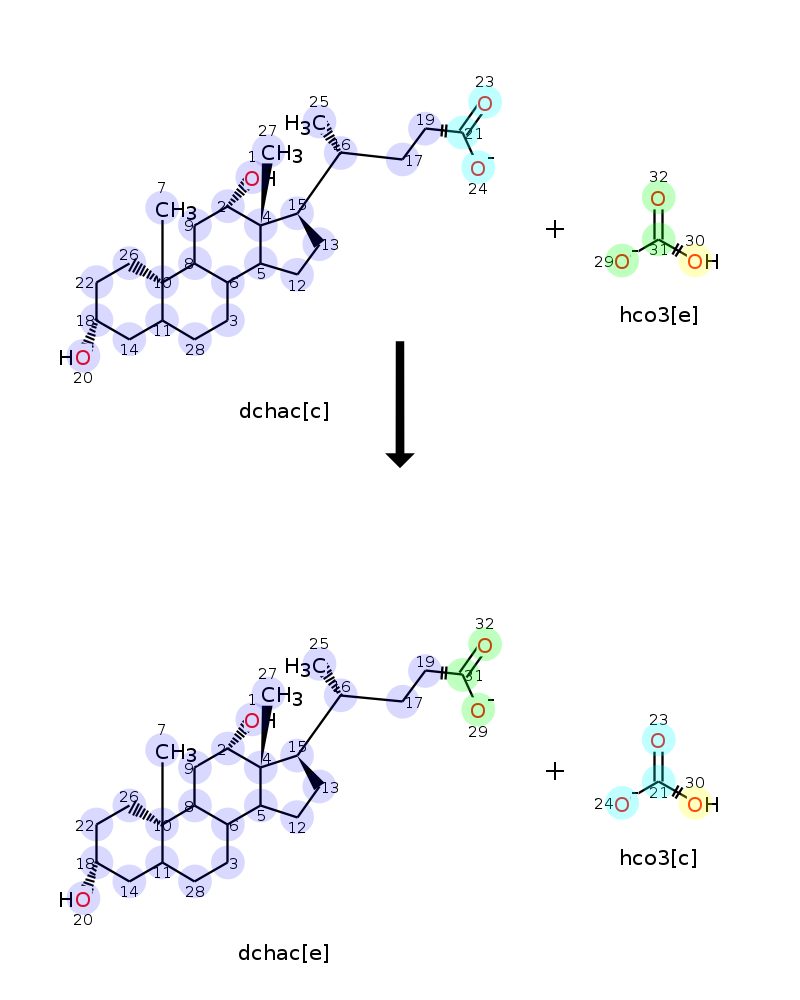 23
25
19
H3C
O
27
21
16
1
CH3
O-
17
OH
24
7
2
15
CH3
4
9
13
26
8
5
22
10
6
12
18
11
3
14
28
HO
20
dchac[c]
+
32
O
30
29 O-
31
OH
hco3[e]
32
25
19
H3C
O
27
31
16
1
CH3
O-
17
OH
29
7
2
15
CH3
4
9
13
26
8
5
22
10
6
12
18
11
3
14
28
HO
20
dchac[e]
+
23
O
30
24 O-
21
OH
hco3[c]